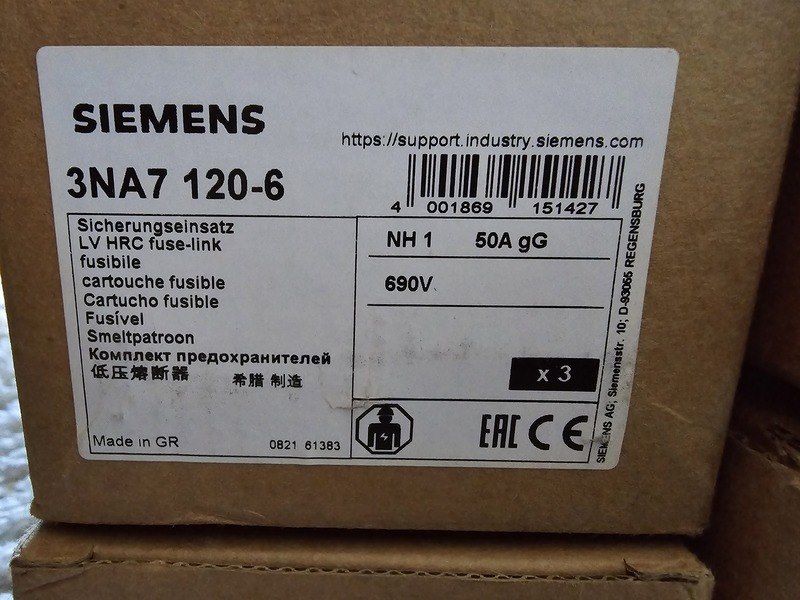 SIEMENS
https://support.industry.siemens.com
3NA7 120-6
4 001869 151427
Sicherungseinsatz
LV HRC fuse-link
fusibile
cartouche fusible
Cartucho fusible
Fusível
Smeltpatroon
Комплект предохранителей
低压熔断器 希腊 制造
Made in GR
0821 61383
NH 1 50A gG
690V
x 3
EAC CE
SIEMENS AG; Siemensstr. 10; D-93055 REGENSBURG